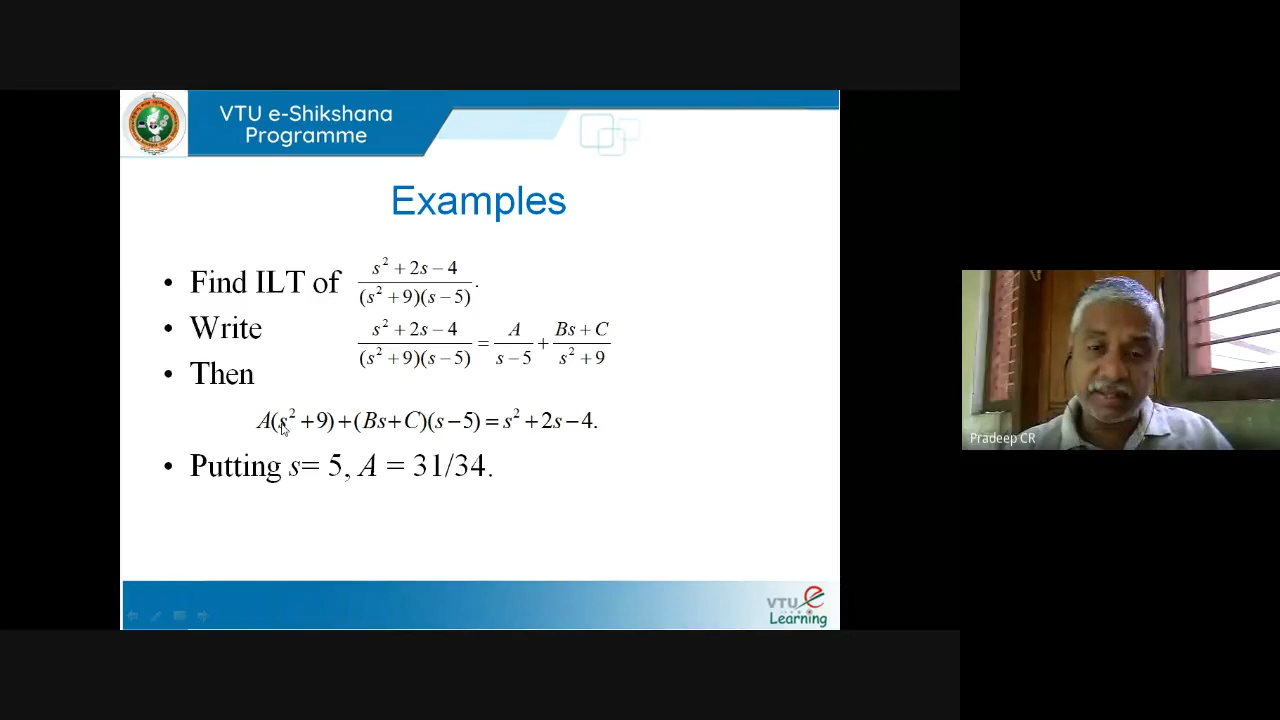 VTU e-Shikshana
Programme
Examples
• Find ILT of (s² + 2s − 4) / ((s² + 9)(s − 5)).
• Write (s² + 2s − 4) / ((s² + 9)(s − 5)) = A / (s − 5) + (Bs + C) / (s² + 9)
• Then
A(s² + 9) + (Bs + C)(s − 5) = s² + 2s − 4.
• Putting s= 5, A = 31/34.
Pradeep CR
VTU e
Learning